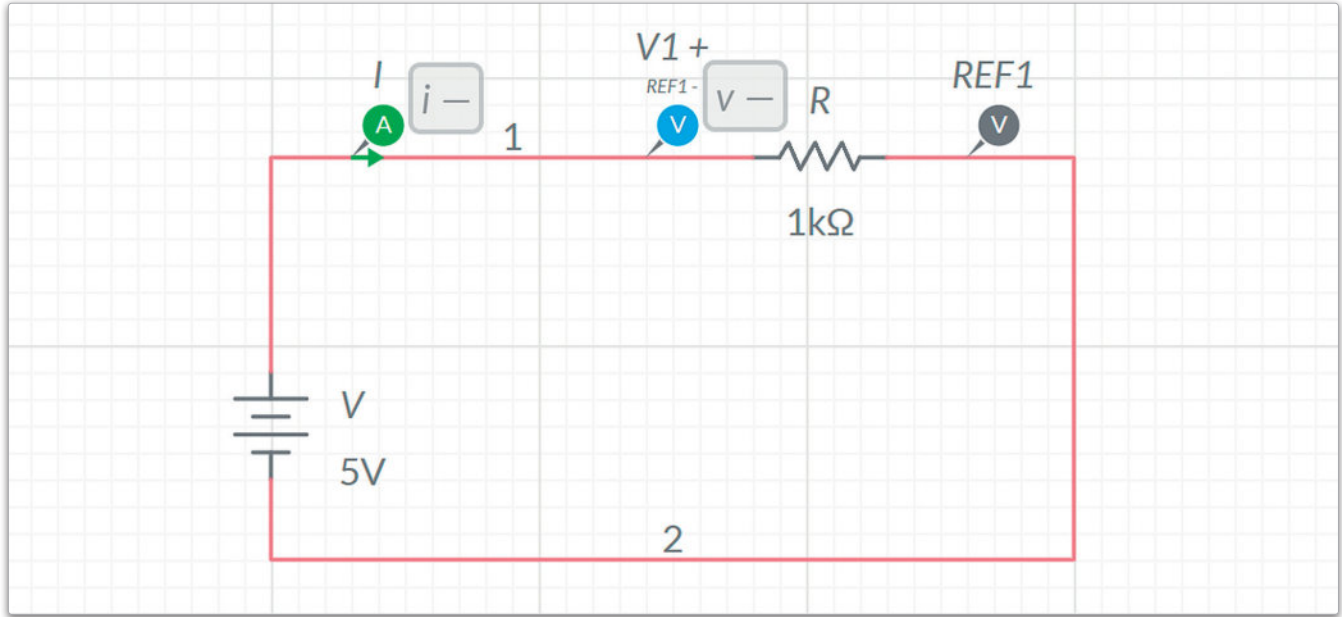 V1 +
I
i —
REF1 -
v —
R
REF1
A
V
V
1
1kΩ
V
5V
2